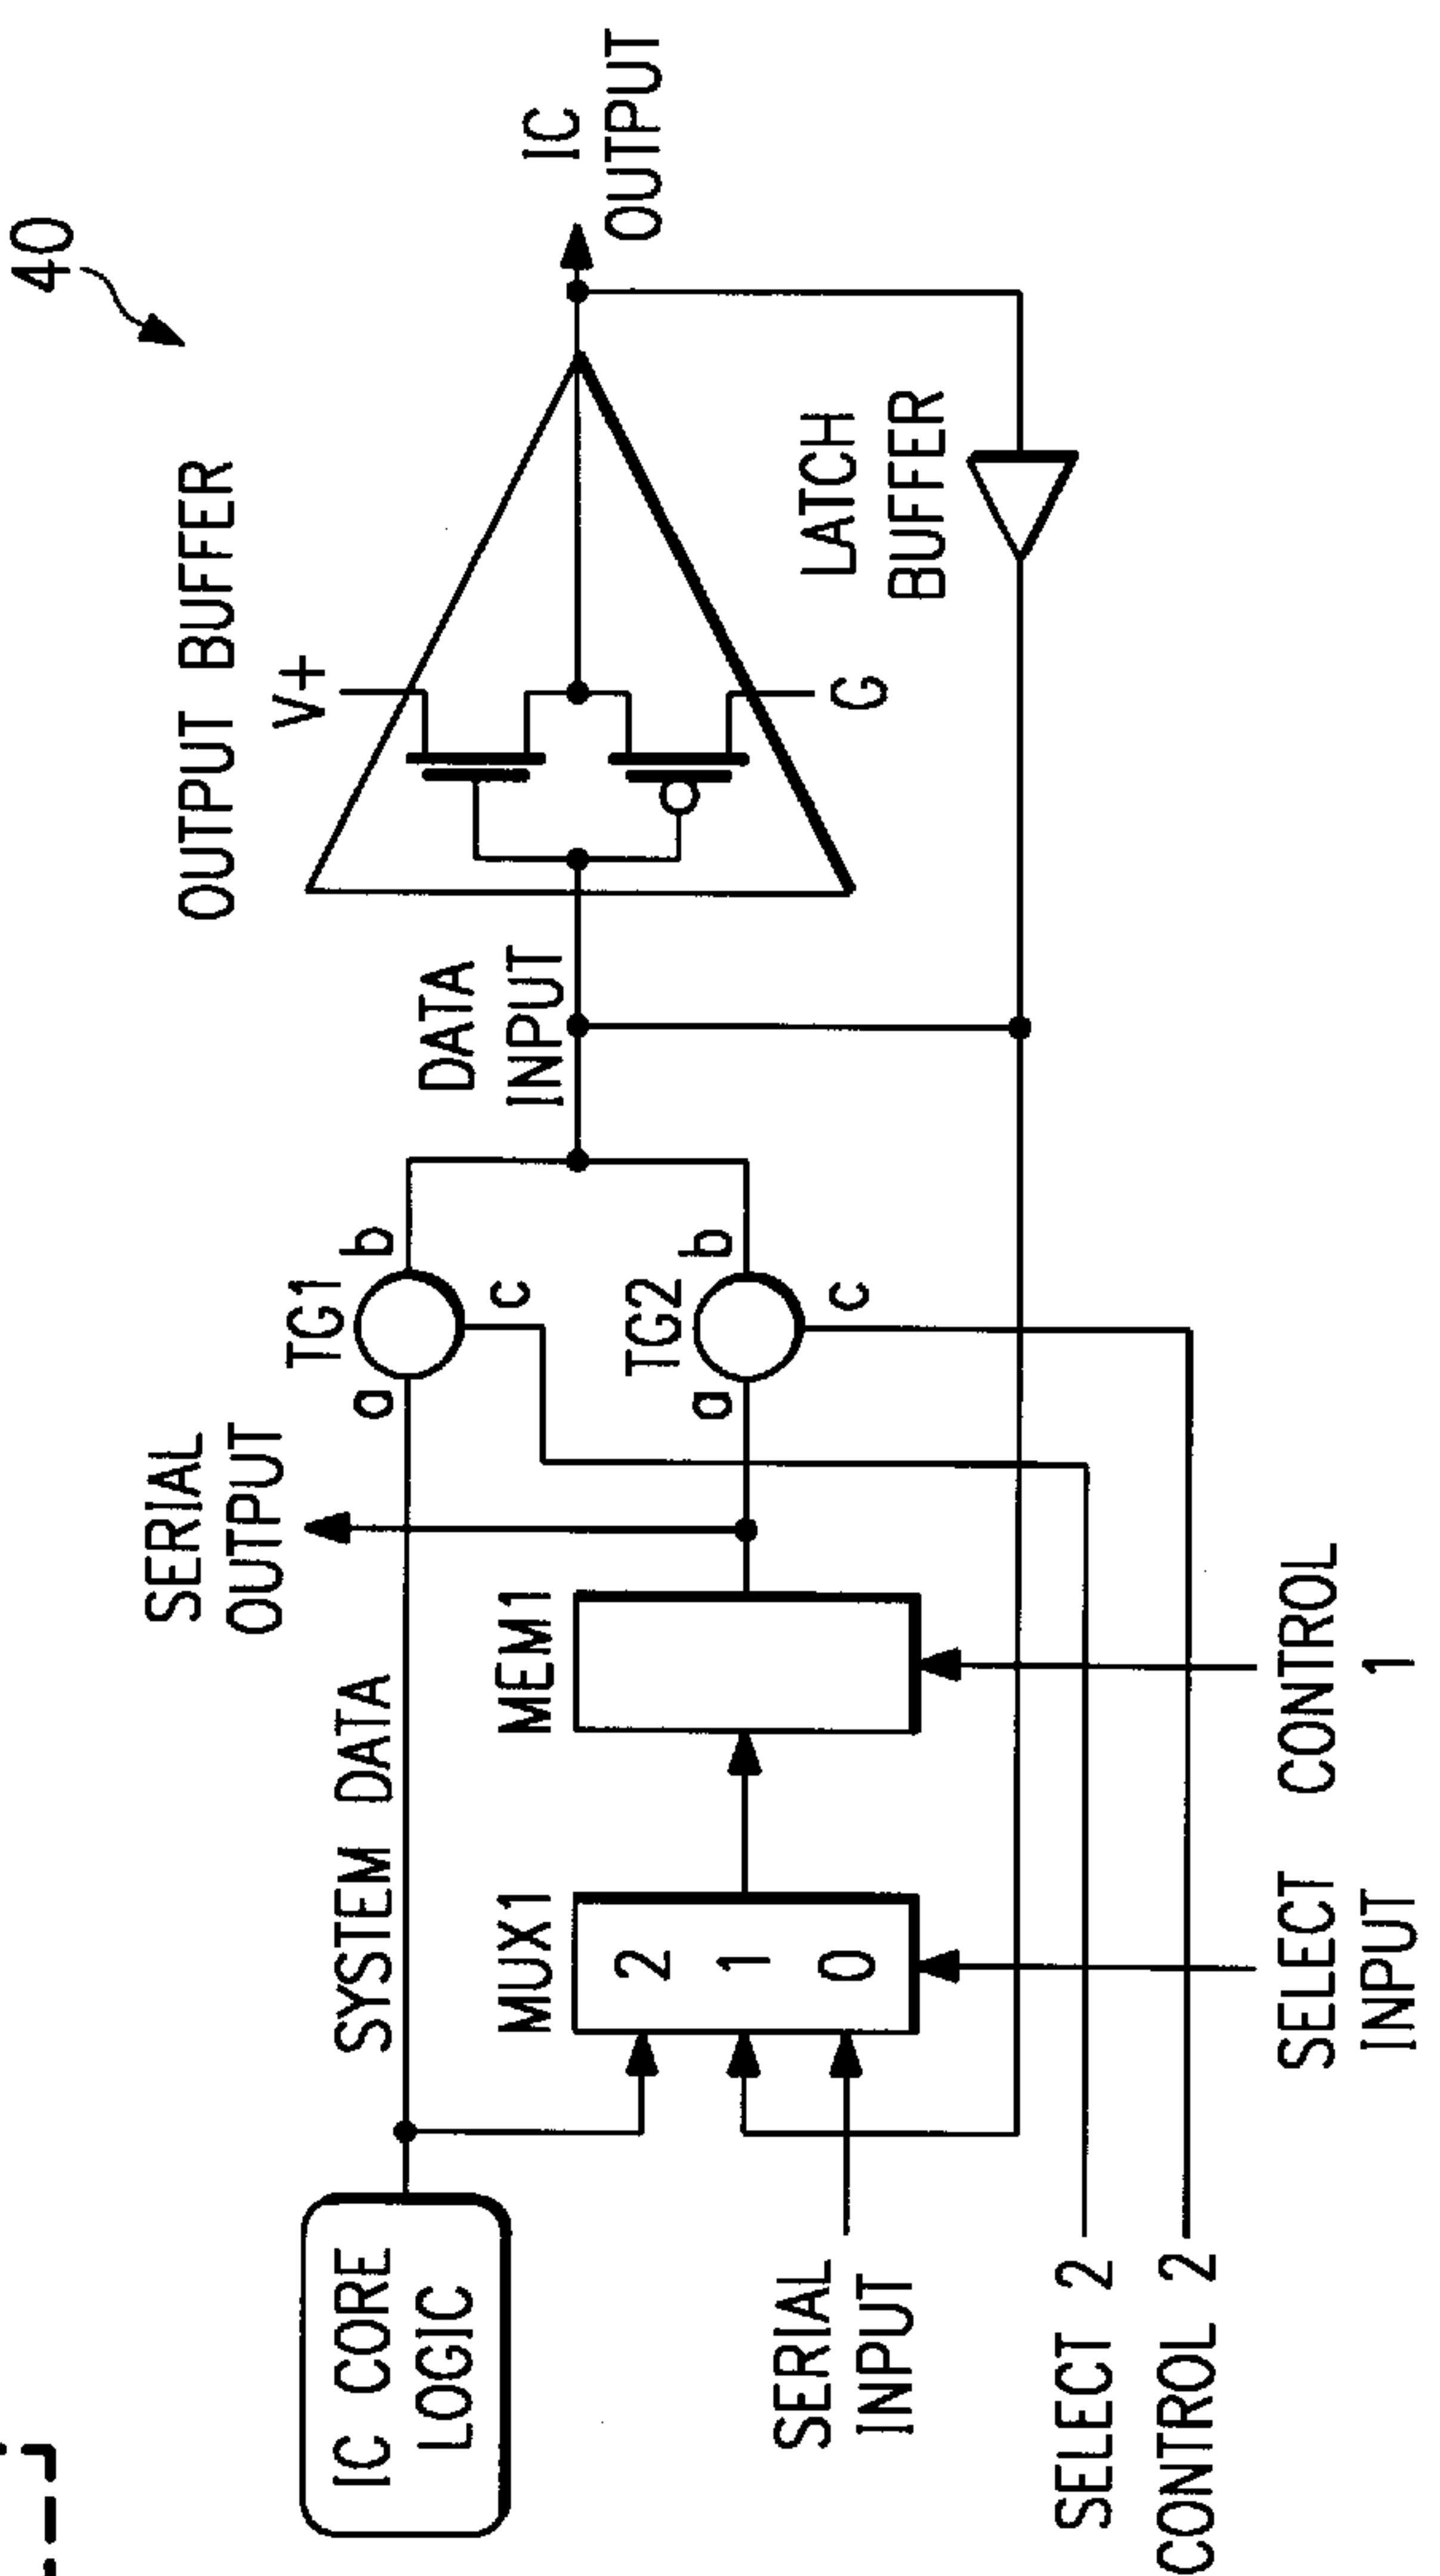 40
OUTPUT BUFFER
V+
IC
OUTPUT
DATA
INPUT
G
LATCH
BUFFER
SERIAL
OUTPUT
TG1
a
b
c
TG2
a
b
c
SYSTEM DATA
IC CORE
LOGIC
MUX1
2
1
0
MEM1
SERIAL
INPUT
SELECT 2
CONTROL 2
SELECT
INPUT
CONTROL
1